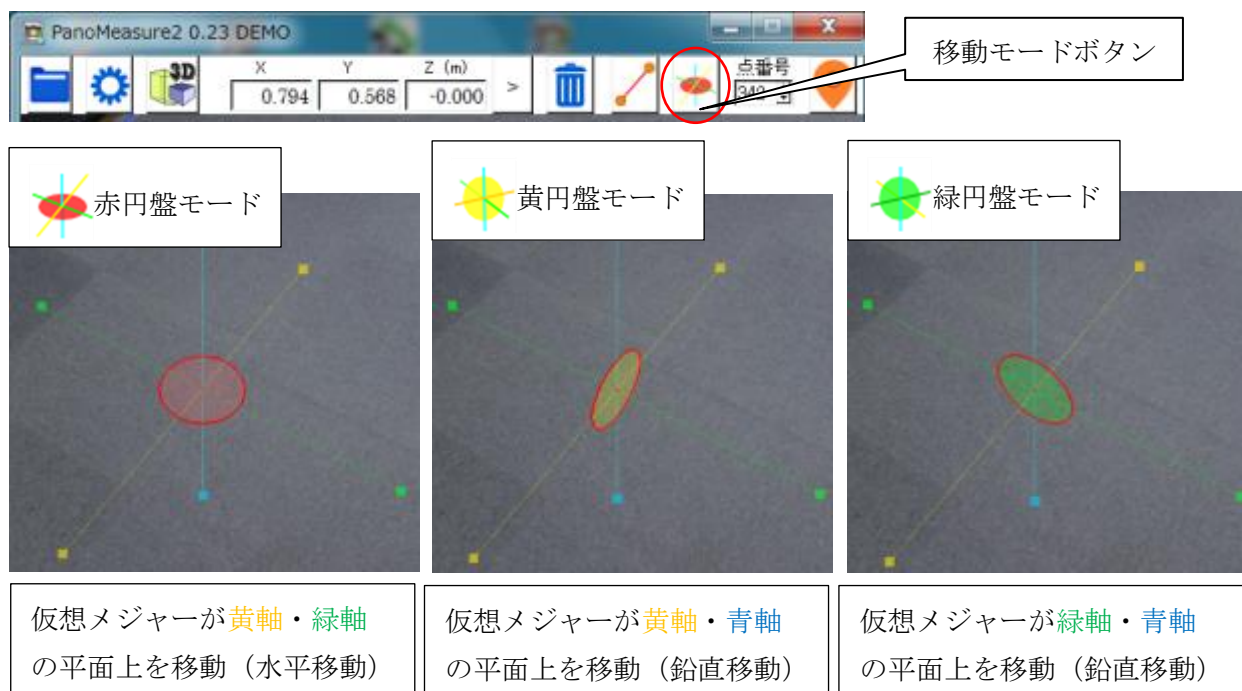 PanoMeasure2 0.23 DEMO
移動モードボタン
3D
X Y Z (m)
点番号
0.794 0.568 -0.000 > 342
赤円盤モード
黄円盤モード
緑円盤モード
仮想メジャーが黄軸・緑軸
の平面上を移動（水平移動）
仮想メジャーが黄軸・青軸
の平面上を移動（鉛直移動）
仮想メジャーが緑軸・青軸
の平面上を移動（鉛直移動）